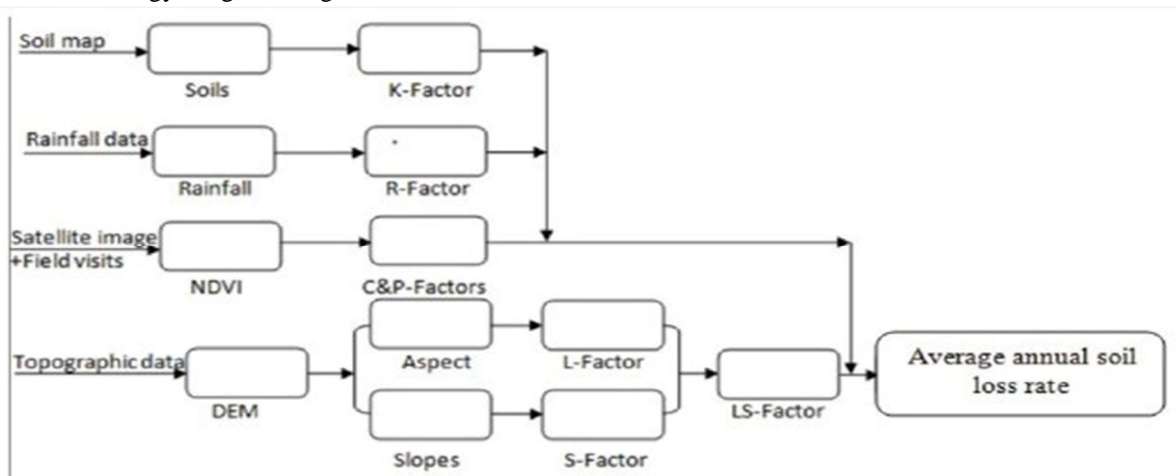 Soil map
Soils
K-Factor
Rainfall data
Rainfall
R-Factor
Satellite image
+Field visits
NDVI
C&P-Factors
Topographic data
DEM
Aspect
L-Factor
Slopes
S-Factor
LS-Factor
Average annual soil
loss rate